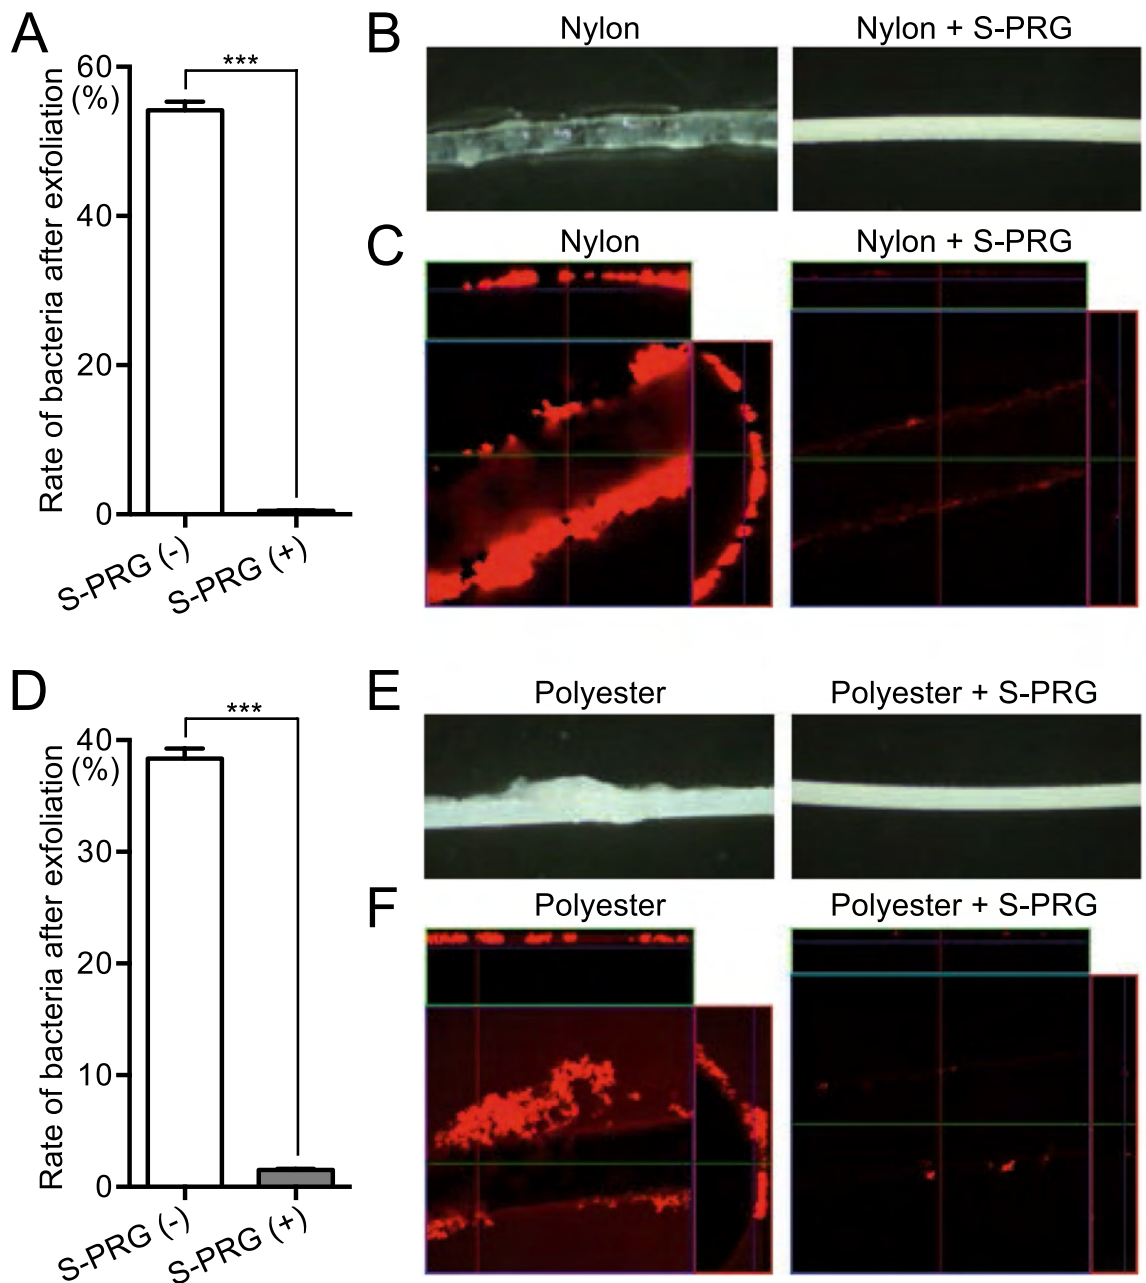 A
60
(%)
40
20
0
Rate of bacteria after exfoliation
***
S-PRG (-)
S-PRG (+)
B
Nylon
Nylon + S-PRG
C
Nylon
Nylon + S-PRG
D
40
(%)
30
20
10
0
Rate of bacteria after exfoliation
***
S-PRG (-)
S-PRG (+)
E
Polyester
Polyester + S-PRG
F
Polyester
Polyester + S-PRG